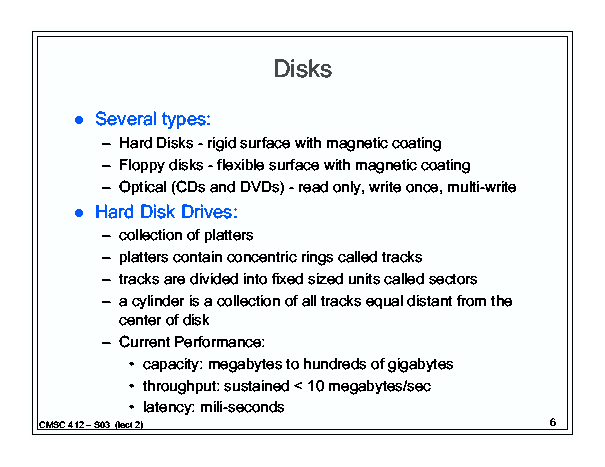 Disks
● Several types:
– Hard Disks - rigid surface with magnetic coating
– Floppy disks - flexible surface with magnetic coating
– Optical (CDs and DVDs) - read only, write once, multi-write
● Hard Disk Drives:
– collection of platters
– platters contain concentric rings called tracks
– tracks are divided into fixed sized units called sectors
– a cylinder is a collection of all tracks equal distant from the
center of disk
– Current Performance:
• capacity: megabytes to hundreds of gigabytes
• throughput: sustained < 10 megabytes/sec
• latency: mili-seconds
CMSC 412 – S03 (lect 2)
6